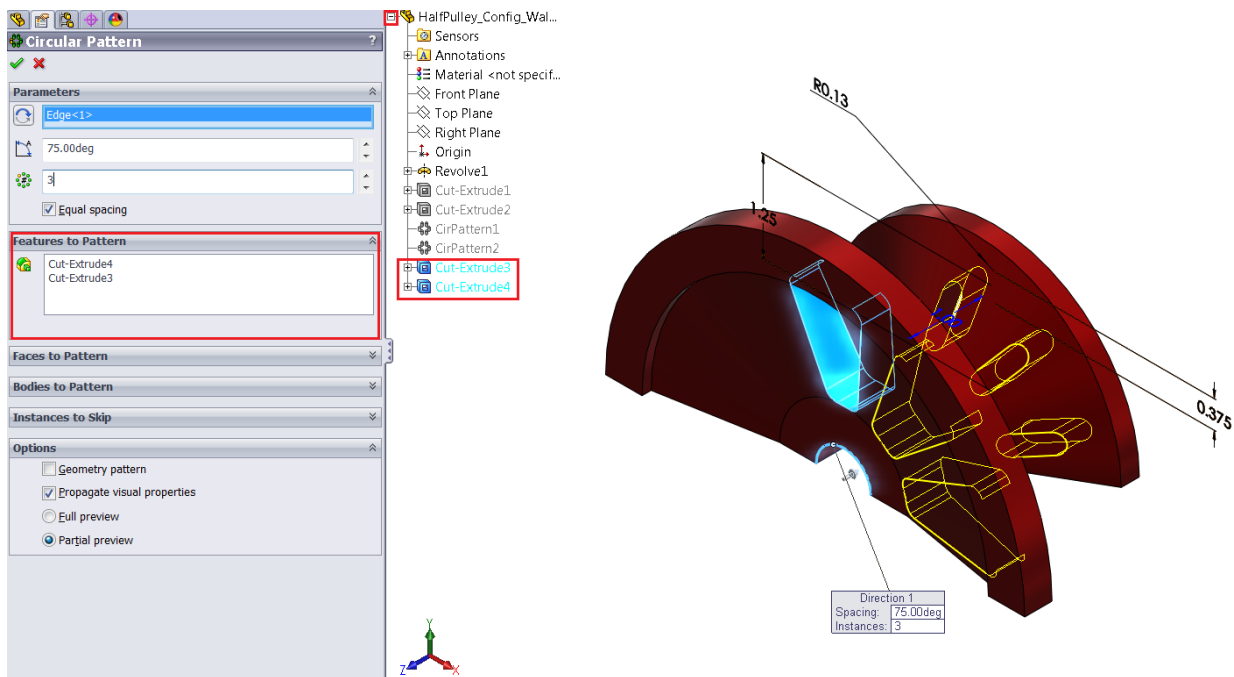 Circular Pattern
?
Parameters
Edge<1>
75.00deg
3
Equal spacing
Features to Pattern
Cut-Extrude4
Cut-Extrude3
Faces to Pattern
Bodies to Pattern
Instances to Skip
Options
Geometry pattern
Propagate visual properties
Full preview
Partial preview
HalfPulley_Config_Wal...
Sensors
Annotations
Material <not specif...
Front Plane
Top Plane
Right Plane
Origin
Revolve1
Cut-Extrude1
Cut-Extrude2
CirPattern1
CirPattern2
Cut-Extrude3
Cut-Extrude4
R0.13
1.25
0.375
Direction 1
Spacing: 75.00deg
Instances: 3
Y
Z
X